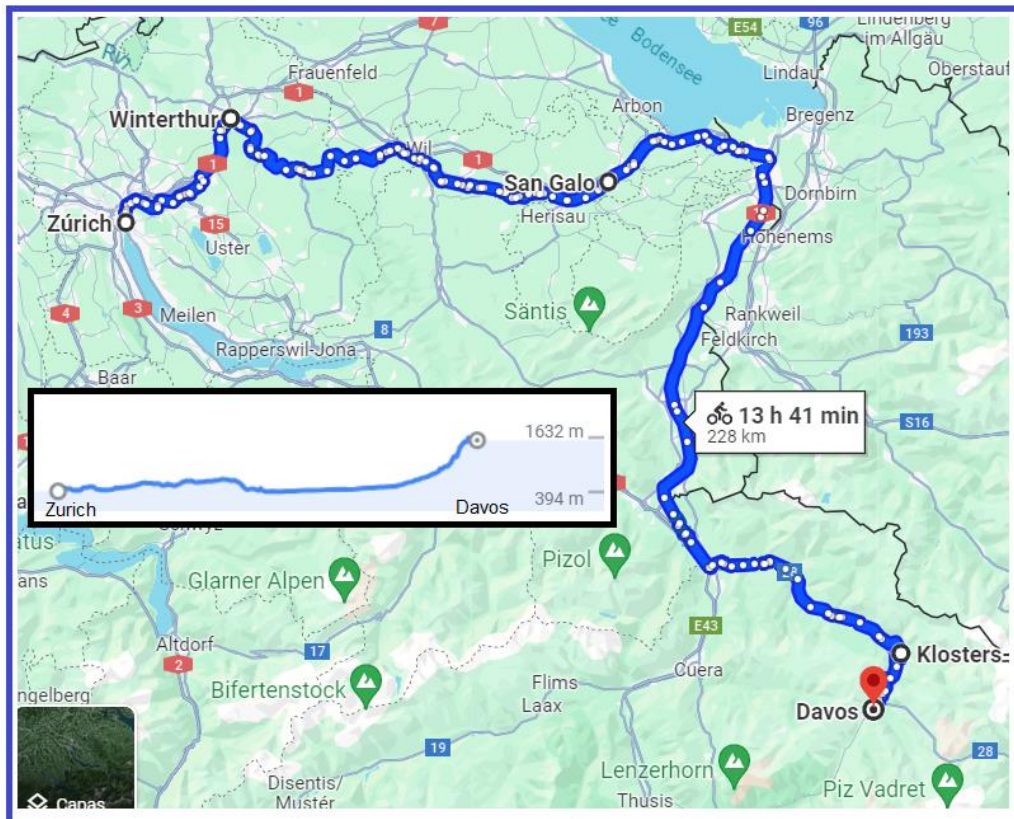 Lindenberg
im Allgäu
7
E54
96
Bodensee
Frauenfeld
1
Lindau
Oberstauf
Arbon
Winterthur
Bregenz
Wil
1
1
San Galo
Dornbirn
Herisau
Zúrich
15
Hohenems
Uster
3
Säntis
4
Meilen
Rankweil
8
193
Feldkirch
Rapperswil-Jona
Baar
13 h 41 min
228 km
S16
1632 m
394 m
Zurich
Davos
Pizol
Glarner Alpen
28
Altdorf
17
E43
2
Klosters-
Cuera
Bifertenstock
Flims
Laax
Davos
19
28
Lenzerhorn
Disentis/
Mustér
Thusis
Piz Vadret
Capas